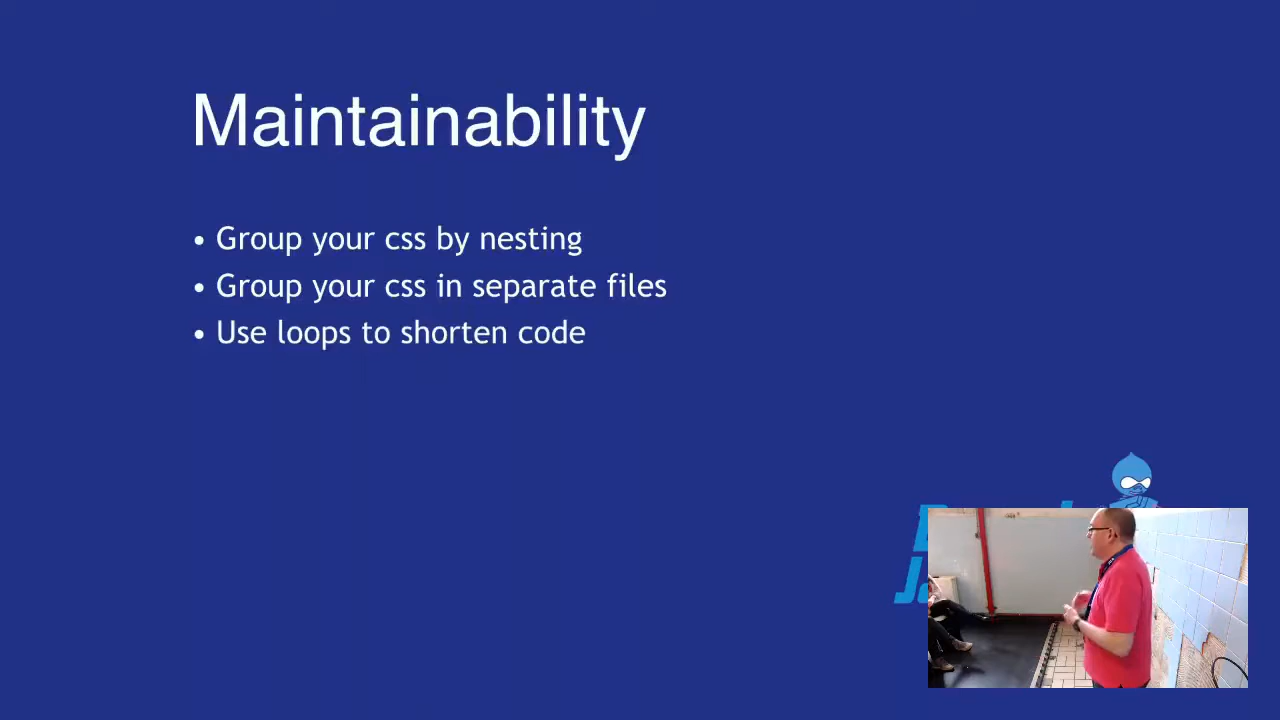 Maintainability
• Group your css by nesting
• Group your css in separate files
• Use loops to shorten code